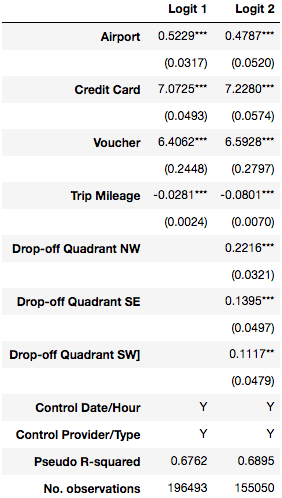 Logit 1 Logit 2
Airport 0.5229*** 0.4787***
(0.0317) (0.0520)
Credit Card 7.0725*** 7.2280***
(0.0493) (0.0574)
Voucher 6.4062*** 6.5928***
(0.2448) (0.2797)
Trip Mileage -0.0281*** -0.0801***
(0.0024) (0.0070)
Drop-off Quadrant NW 0.2216***
(0.0321)
Drop-off Quadrant SE 0.1395***
(0.0497)
Drop-off Quadrant SW] 0.1117**
(0.0479)
Control Date/Hour Y Y
Control Provider/Type Y Y
Pseudo R-squared 0.6762 0.6895
No. observations 196493 155050